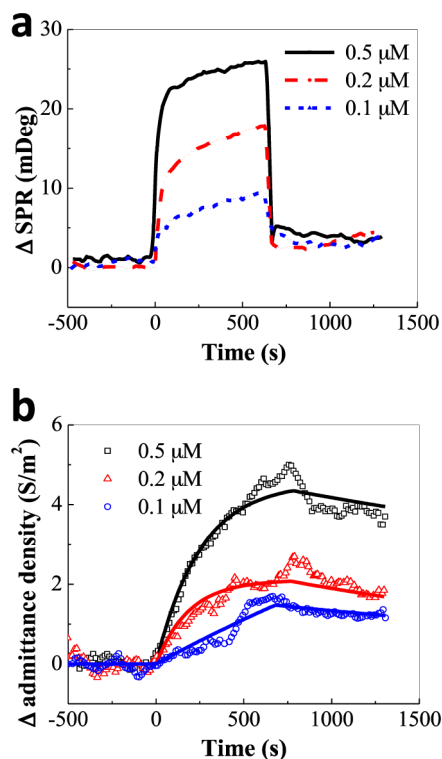 a
30
0.5 μM
0.2 μM
0.1 μM
20
10
0
Δ SPR (mDeg)
-500 0 500 1000 1500
Time (s)
b
6
0.5 μM
0.2 μM
0.1 μM
4
2
0
Δ admittance density (S/m²)
-500 0 500 1000 1500
Time (s)